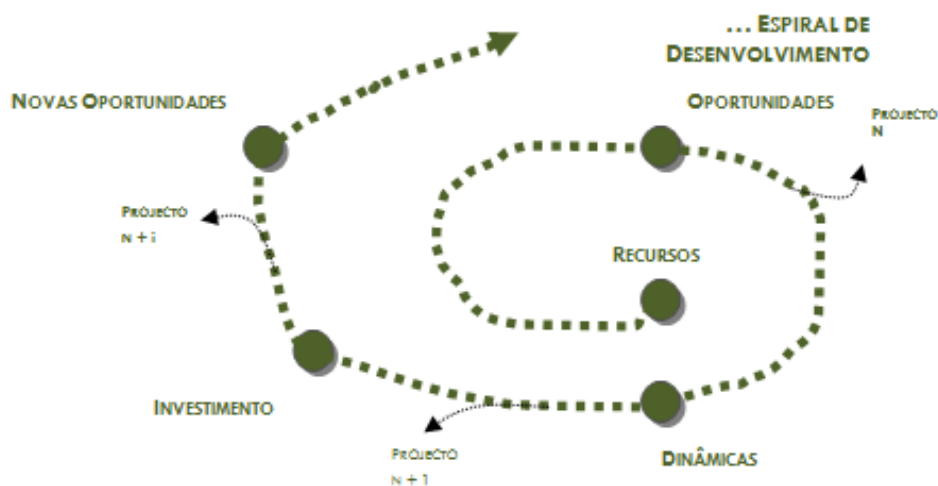 ... ESPIRAL DE
DESENVOLVIMENTO
NOVAS OPORTUNIDADES
OPORTUNIDADES
PROJECTO
N
PROJECTO
N + i
RECURSOS
INVESTIMENTO
PROJECTO
N + 1
DINÂMICAS